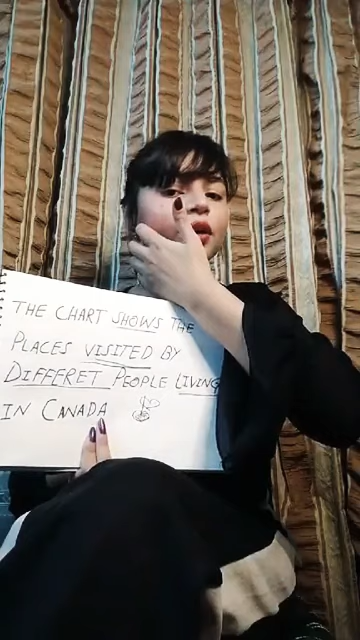 THE CHART SHOWS THE
PLACES VISITED BY
DIFFERET PEOPLE LIVING
IN CANADA